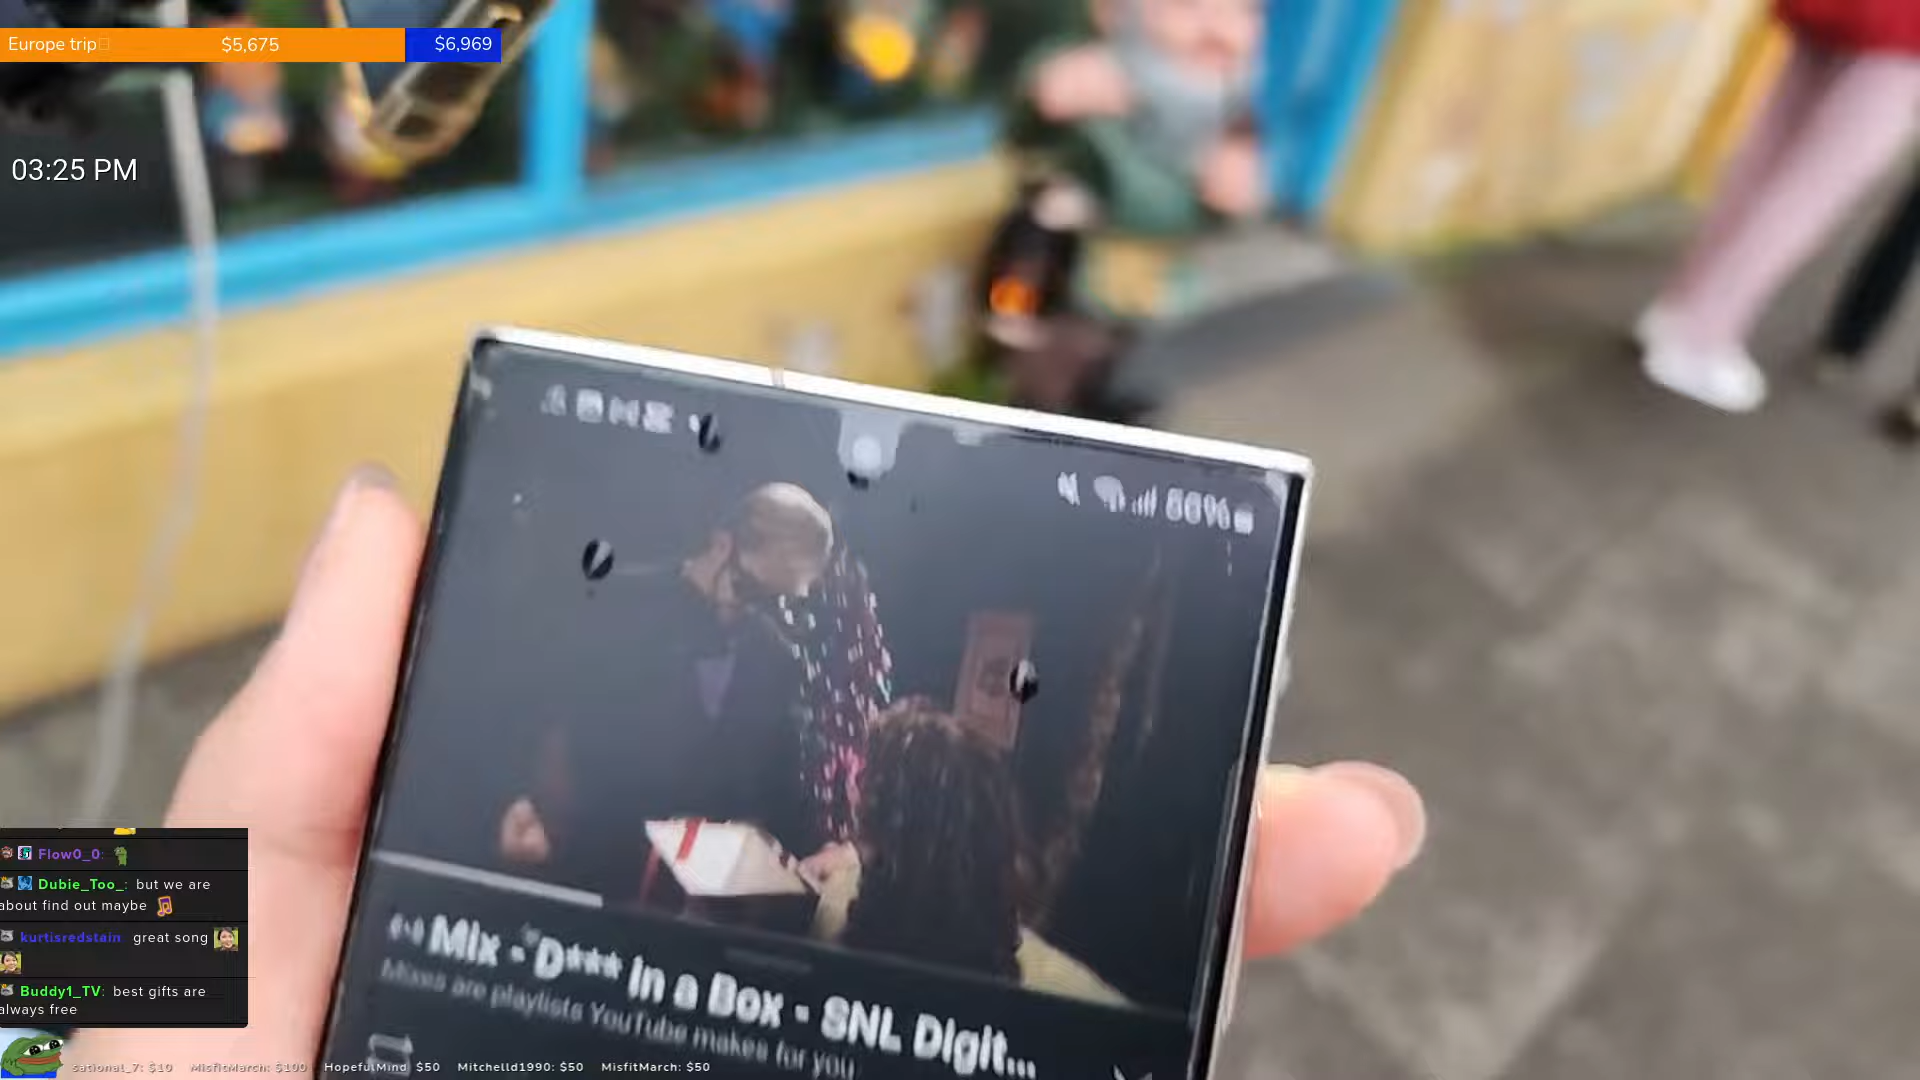 Europe trip
$5,675
$6,969
03:25 PM
Flow0_0:
Dubie_Too_: but we are
about find out maybe
kurtisredstain: great song
Buddy1_TV: best gifts are
always free
Mix - D*** in a Box - SNL Digit...
Mixes are playlists YouTube makes for you
sational_7: $10 MisfitMarch: $100 HopefulMind: $50 Mitchelld1990: $50 MisfitMarch: $50